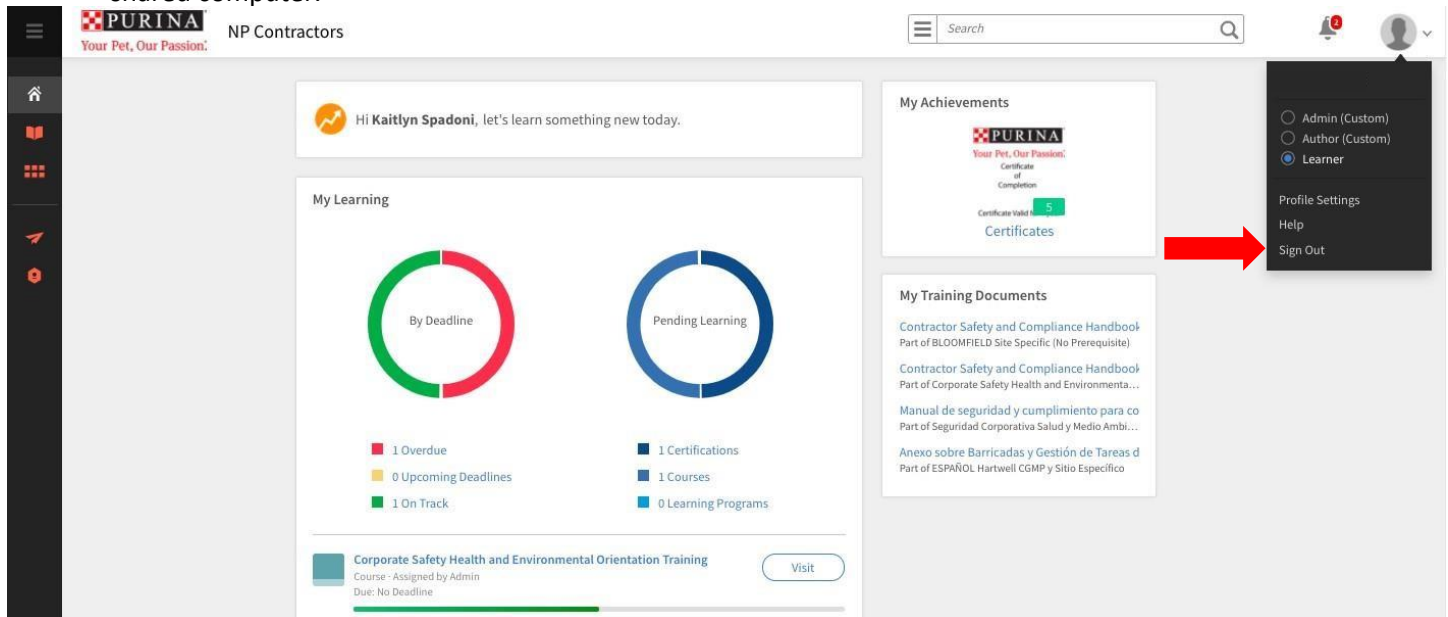 shared computer.
PURINA
Your Pet, Our Passion.
NP Contractors
Search
2
Hi Kaitlyn Spadoni, let's learn something new today.
My Learning
By Deadline
Pending Learning
1 Overdue
0 Upcoming Deadlines
1 On Track
1 Certifications
1 Courses
0 Learning Programs
Corporate Safety Health and Environmental Orientation Training
Course · Assigned by Admin
Due: No Deadline
Visit
My Achievements
PURINA
Your Pet, Our Passion.
Certificate
of
Completion
Certificate Valid
5
Certificates
My Training Documents
Contractor Safety and Compliance Handbook
Part of BLOOMFIELD Site Specific (No Prerequisite)
Contractor Safety and Compliance Handbook
Part of Corporate Safety Health and Environmenta...
Manual de seguridad y cumplimiento para co
Part of Seguridad Corporativa Salud y Medio Ambi...
Anexo sobre Barricadas y Gestión de Tareas d
Part of ESPAÑOL Hartwell CGMP y Sitio Específico
Admin (Custom)
Author (Custom)
Learner
Profile Settings
Help
Sign Out